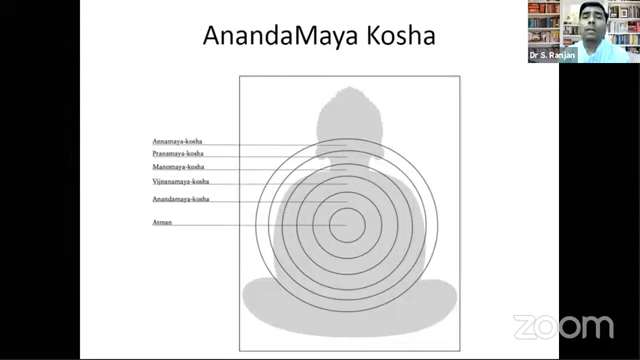 AnandaMaya Kosha
Dr S. Ranjan
Annamaya-kosha
Pranamaya-kosha
Manomaya-kosha
Vijnanamaya-kosha
Anandamaya-kosha
Atman
zoom